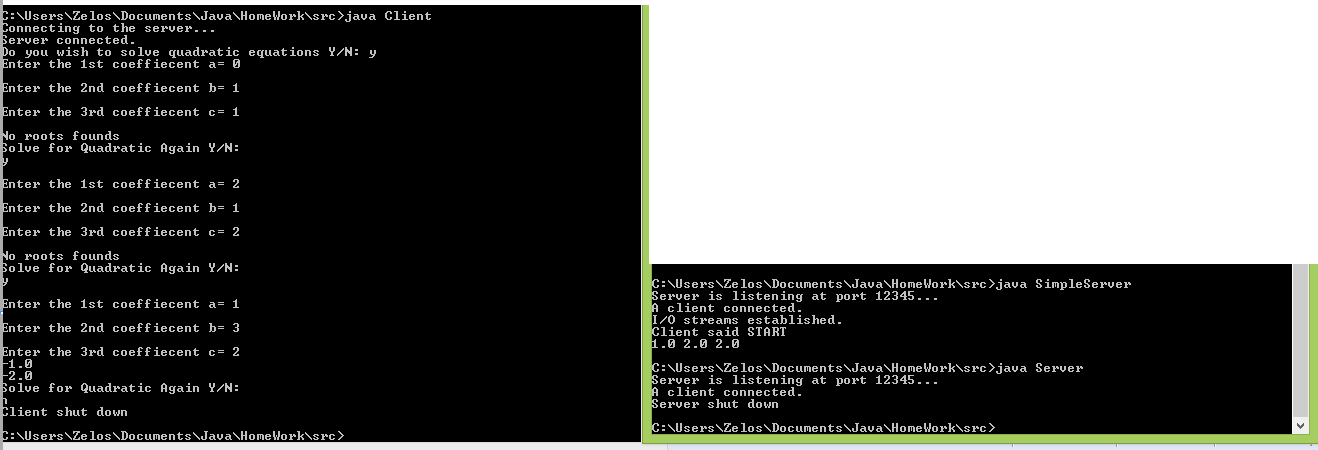 C:\Users\Zelos\Documents\Java\HomeWork\src>java Client
Connecting to the server...
Server connected.
Do you wish to solve quadratic equations Y/N: y
Enter the 1st coeffiecent a= 0
Enter the 2nd coeffiecent b= 1
Enter the 3rd coeffiecent c= 1
No roots founds
Solve for Quadratic Again Y/N:
y
Enter the 1st coeffiecent a= 2
Enter the 2nd coeffiecent b= 1
Enter the 3rd coeffiecent c= 2
No roots founds
Solve for Quadratic Again Y/N:
y
Enter the 1st coeffiecent a= 1
Enter the 2nd coeffiecent b= 3
Enter the 3rd coeffiecent c= 2
-1.0
-2.0
Solve for Quadratic Again Y/N:
n
Client shut down
C:\Users\Zelos\Documents\Java\HomeWork\src>
C:\Users\Zelos\Documents\Java\HomeWork\src>java SimpleServer
Server is listening at port 12345...
A client connected.
I/O streams established.
Client said START
1.0 2.0 2.0
C:\Users\Zelos\Documents\Java\HomeWork\src>java Server
Server is listening at port 12345...
A client connected.
Server shut down
C:\Users\Zelos\Documents\Java\HomeWork\src>